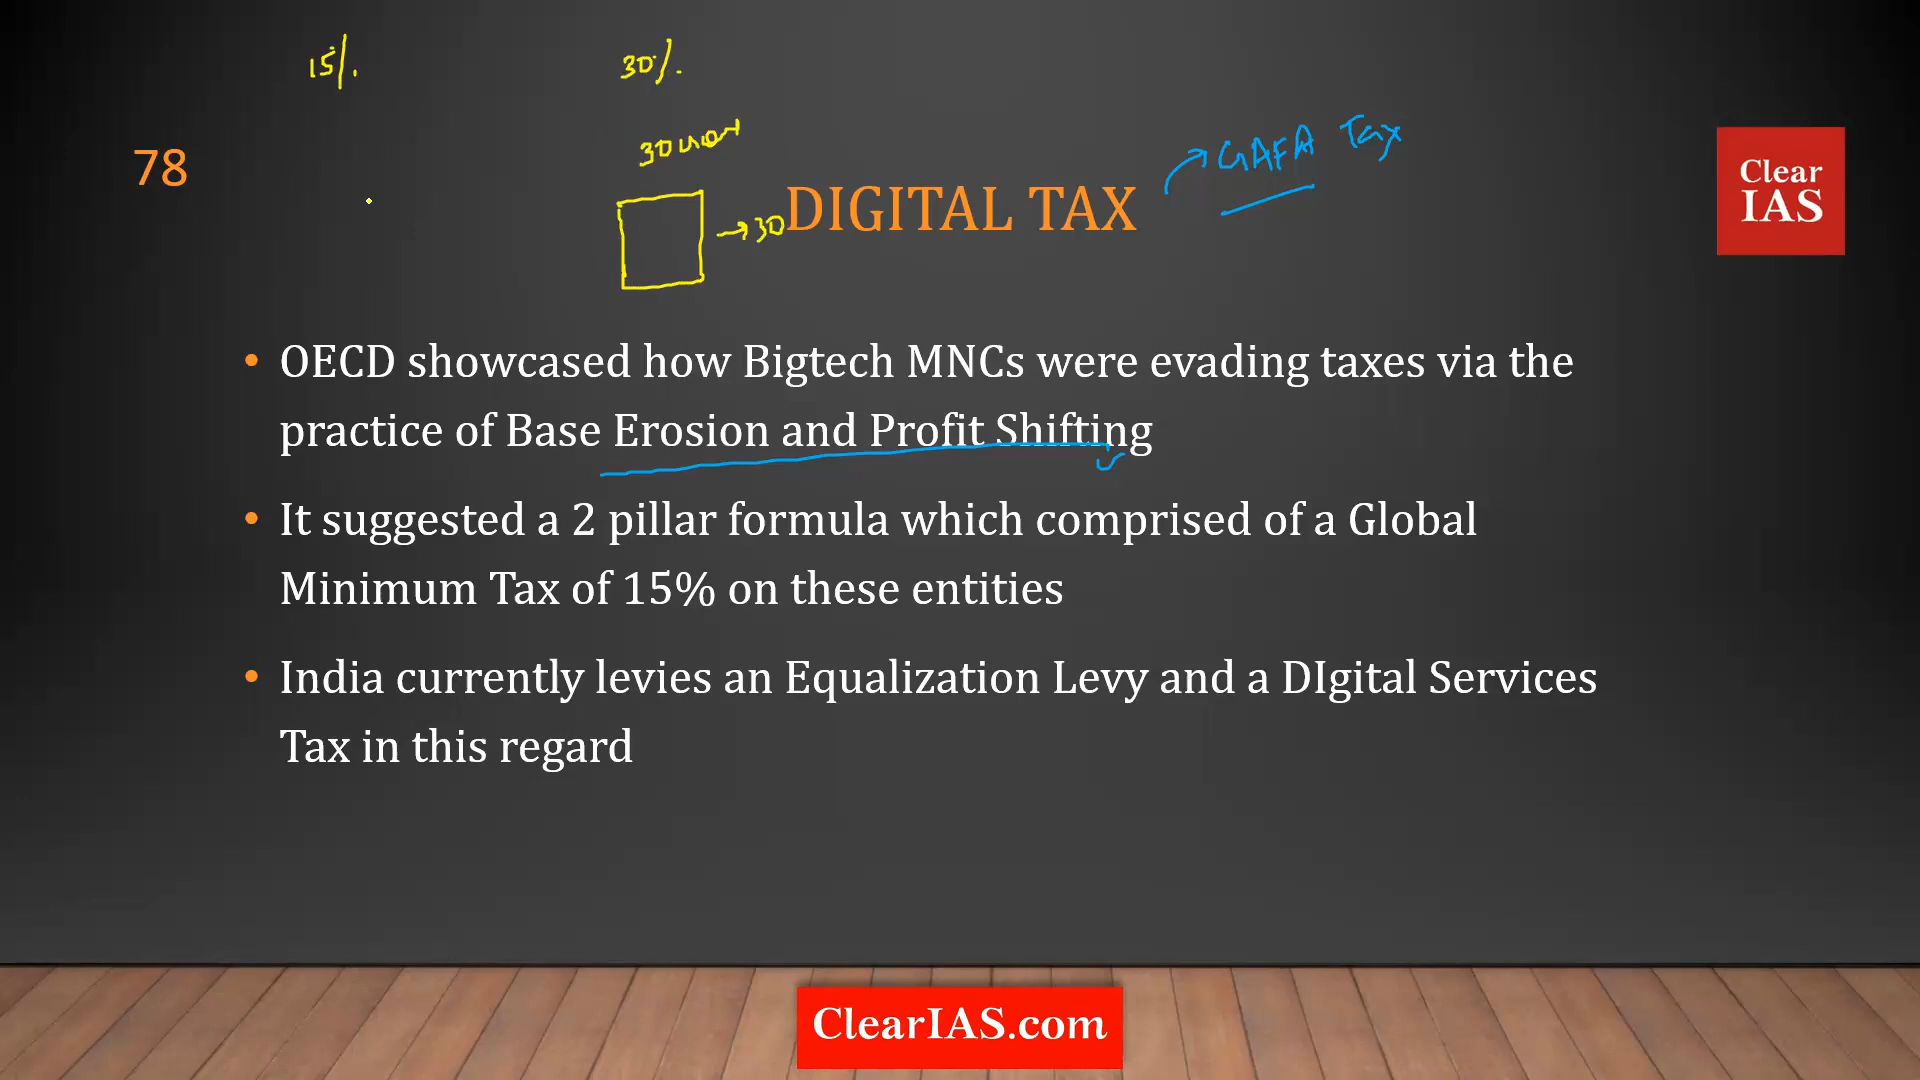 15%.
30%.
30
GAFA Tax
78
DIGITAL TAX
→30
Clear
IAS
• OECD showcased how Bigtech MNCs were evading taxes via the
practice of Base Erosion and Profit Shifting
• It suggested a 2 pillar formula which comprised of a Global
Minimum Tax of 15% on these entities
• India currently levies an Equalization Levy and a DIgital Services
Tax in this regard
ClearIAS.com